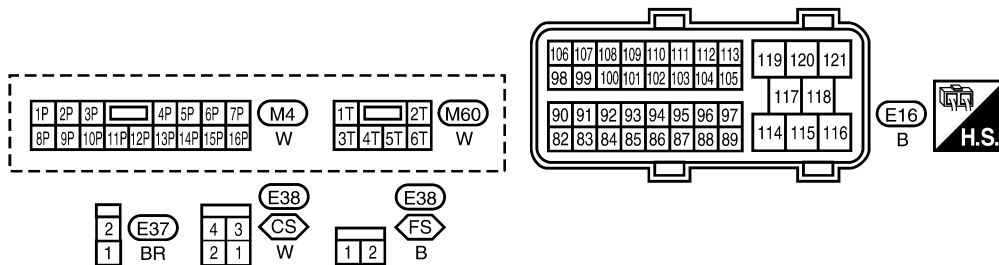 1P 2P 3P 4P 5P 6P 7P
8P 9P 10P 11P 12P 13P 14P 15P 16P
M4
W
1T 2T
3T 4T 5T 6T
M60
W
106 107 108 109 110 111 112 113
98 99 100 101 102 103 104 105
90 91 92 93 94 95 96 97
82 83 84 85 86 87 88 89
119 120 121
117 118
114 115 116
E16
B
H.S.
2
1
E37
BR
4 3
2 1
E38
CS
W
1 2
E38
FS
B